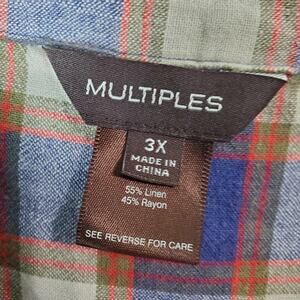 MULTIPLES
3X
MADE IN
CHINA
55% Linen
45% Rayon
SEE REVERSE FOR CARE